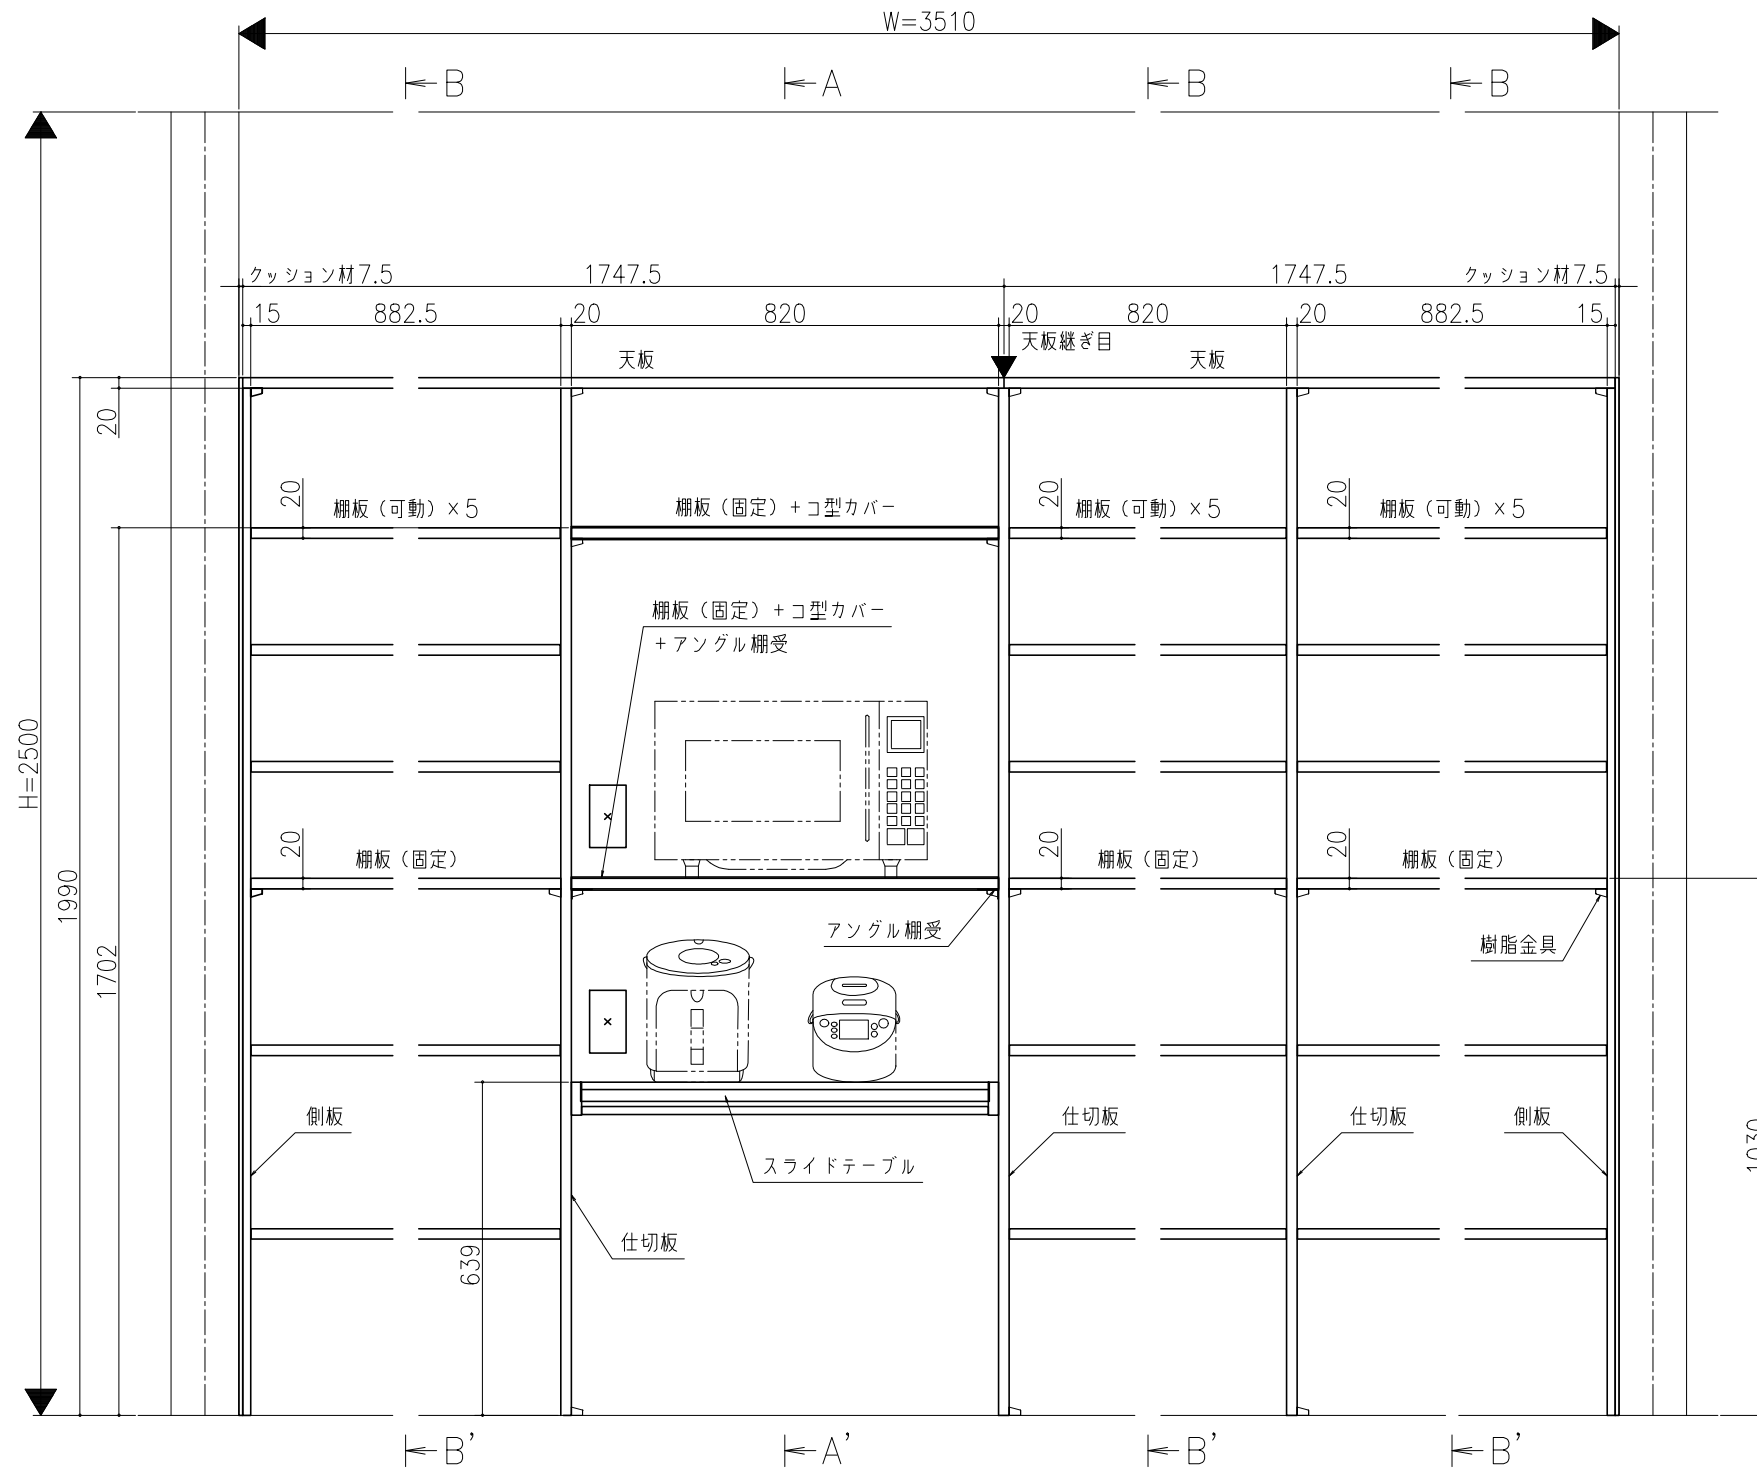 W=3510
B
A
B
B
クッション材7.5
1747.5
1747.5
クッション材7.5
15
882.5
20
820
20
820
20
882.5
15
天板継ぎ目
天板
天板
20
20
棚板（可動）×5
棚板（固定）+コ型カバー
20
棚板（可動）×5
20
棚板（可動）×5
棚板（固定）+コ型カバー
+アングル棚受
H=2500
1990
1702
20
棚板（固定）
20
棚板（固定）
20
棚板（固定）
アングル棚受
樹脂金具
側板
仕切板
仕切板
側板
1030
スライドテーブル
639
仕切板
B'
A'
B'
B'